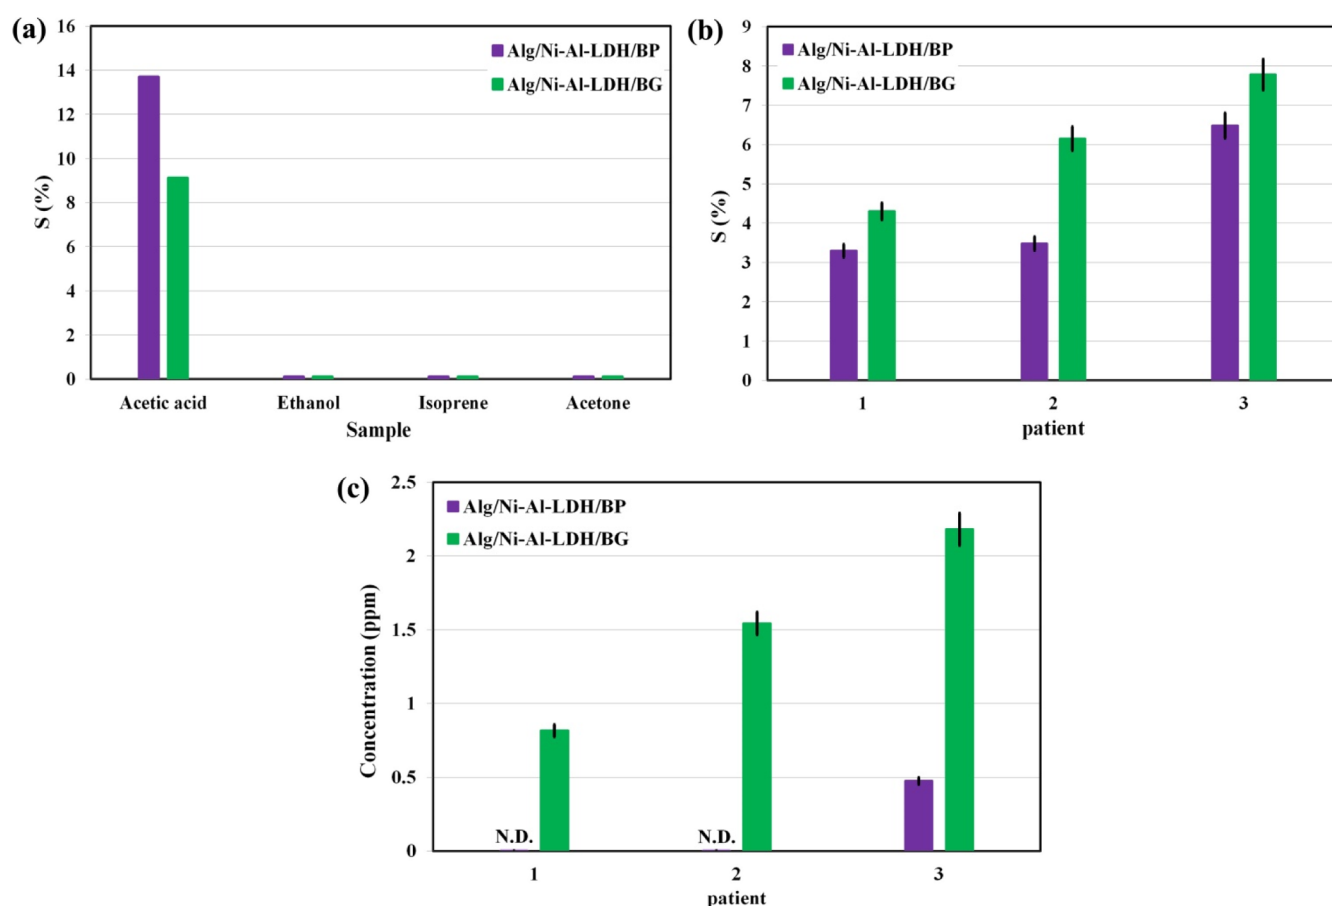 (a)
16
14
12
10
8
6
4
2
0
S (%)
Alg/Ni-Al-LDH/BP
Alg/Ni-Al-LDH/BG
Acetic acid Ethanol Isoprene Acetone
Sample
(b)
9
8
7
6
5
4
3
2
1
0
S (%)
Alg/Ni-Al-LDH/BP
Alg/Ni-Al-LDH/BG
1 2 3
patient
(c)
2.5
2
1.5
1
0.5
0
Concentration (ppm)
Alg/Ni-Al-LDH/BP
Alg/Ni-Al-LDH/BG
N.D. N.D.
1 2 3
patient